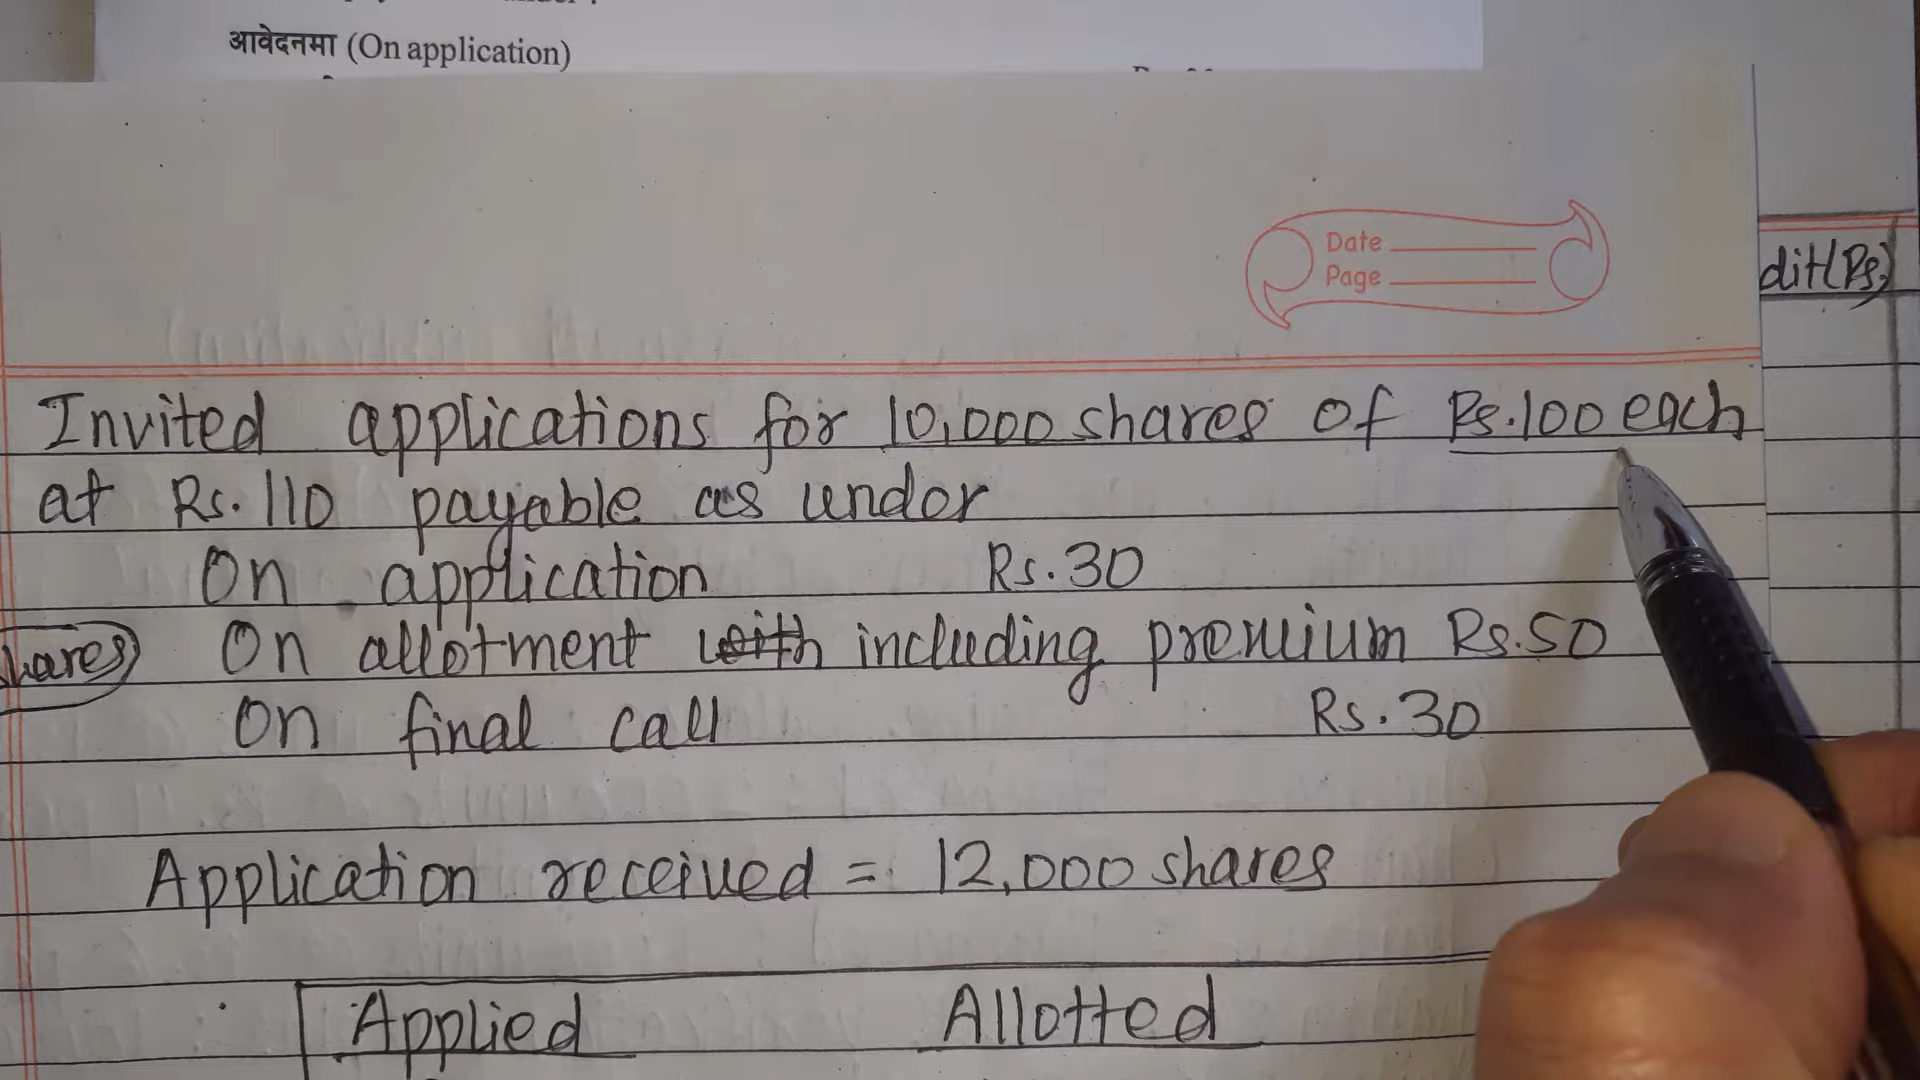 आवेदनमा (On application)
Date
Page
dit(Rs.)
Invited applications for 10,000 shares of Rs.100 each
at Rs.110 payable as under
On application Rs.30
hares) On allotment with including premium Rs.50
On final call Rs.30
Application received = 12,000 shares
Applied Allotted